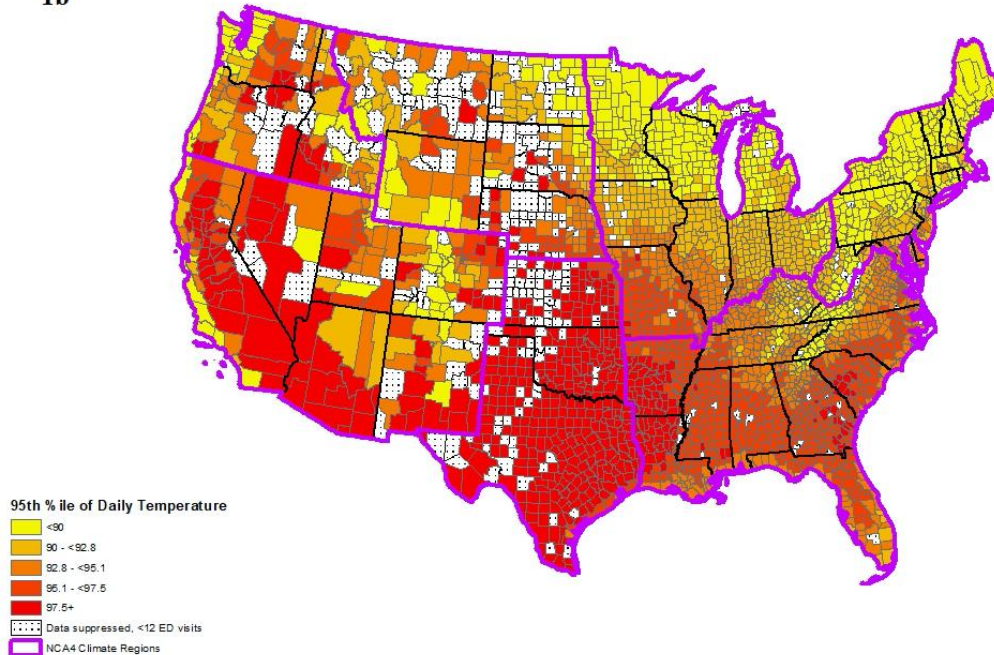 1b
95th %ile of Daily Temperature
<90
90 - <92.8
92.8 - <95.1
95.1 - <97.5
97.5+
Data suppressed, <12 ED visits
NCA4 Climate Regions